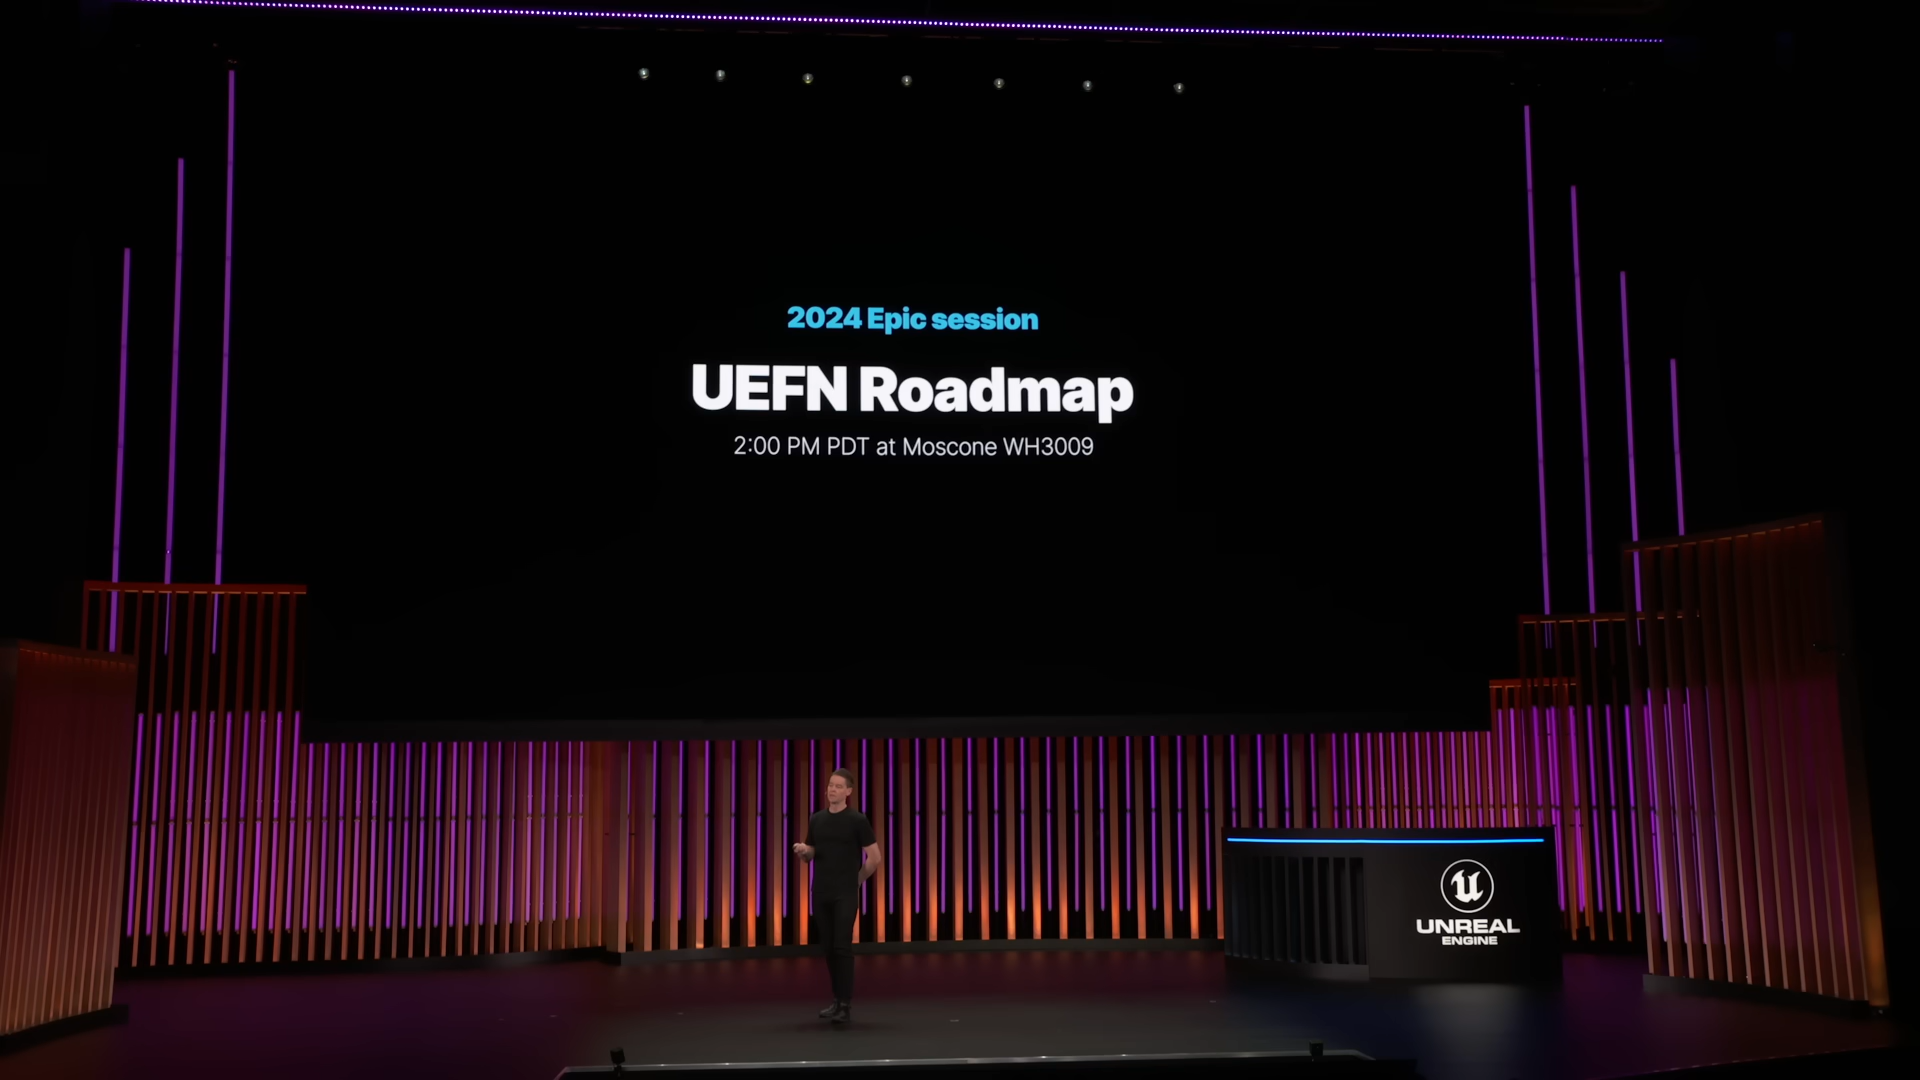 2024 Epic session
UEFN Roadmap
2:00 PM PDT at Moscone WH3009
UNREAL
ENGINE